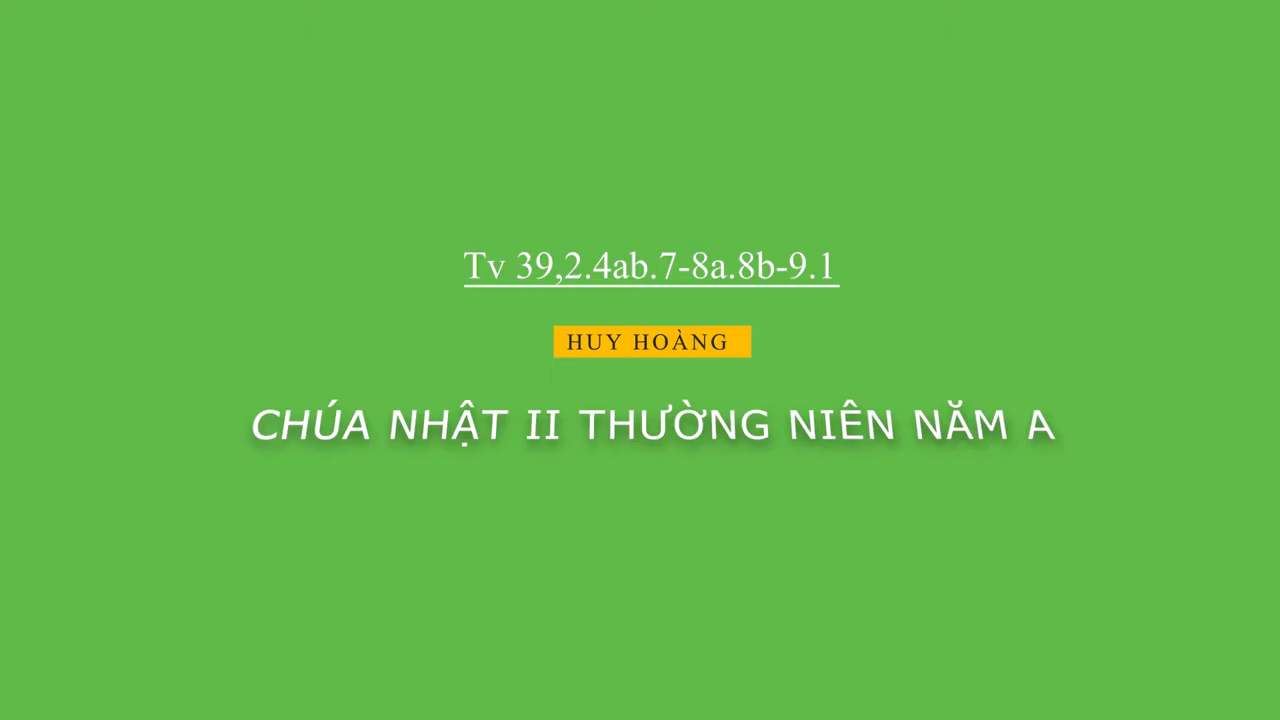 Tv 39,2.4ab.7-8a.8b-9.1
HUY HOÀNG
CHÚA NHẬT II THƯỜNG NIÊN NĂM A